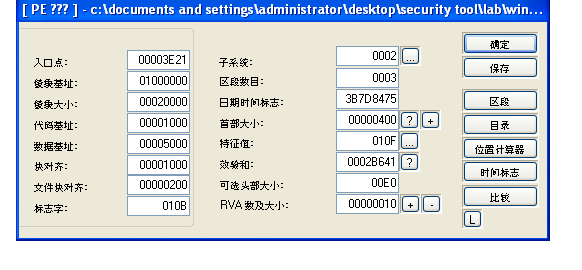 [ PE ??? ] - c:\documents and settings\administrator\desktop\security tool\lab\win...
入口点: 00003E21 子系统: 0002 ... 确定
镜像基址: 01000000 区段数目: 0003 保存
镜像大小: 00020000 日期时间标志: 3B7D8475
代码基址: 00001000 首部大小: 00000400 ? + 区段
数据基址: 00005000 特征值: 010F ... 目录
块对齐: 00001000 效验和: 0002B641 ? 位置计算器
文件块对齐: 00000200 可选头部大小: 00E0 时间标志
标志字: 010B RVA 数及大小: 00000010 + - 比较
L